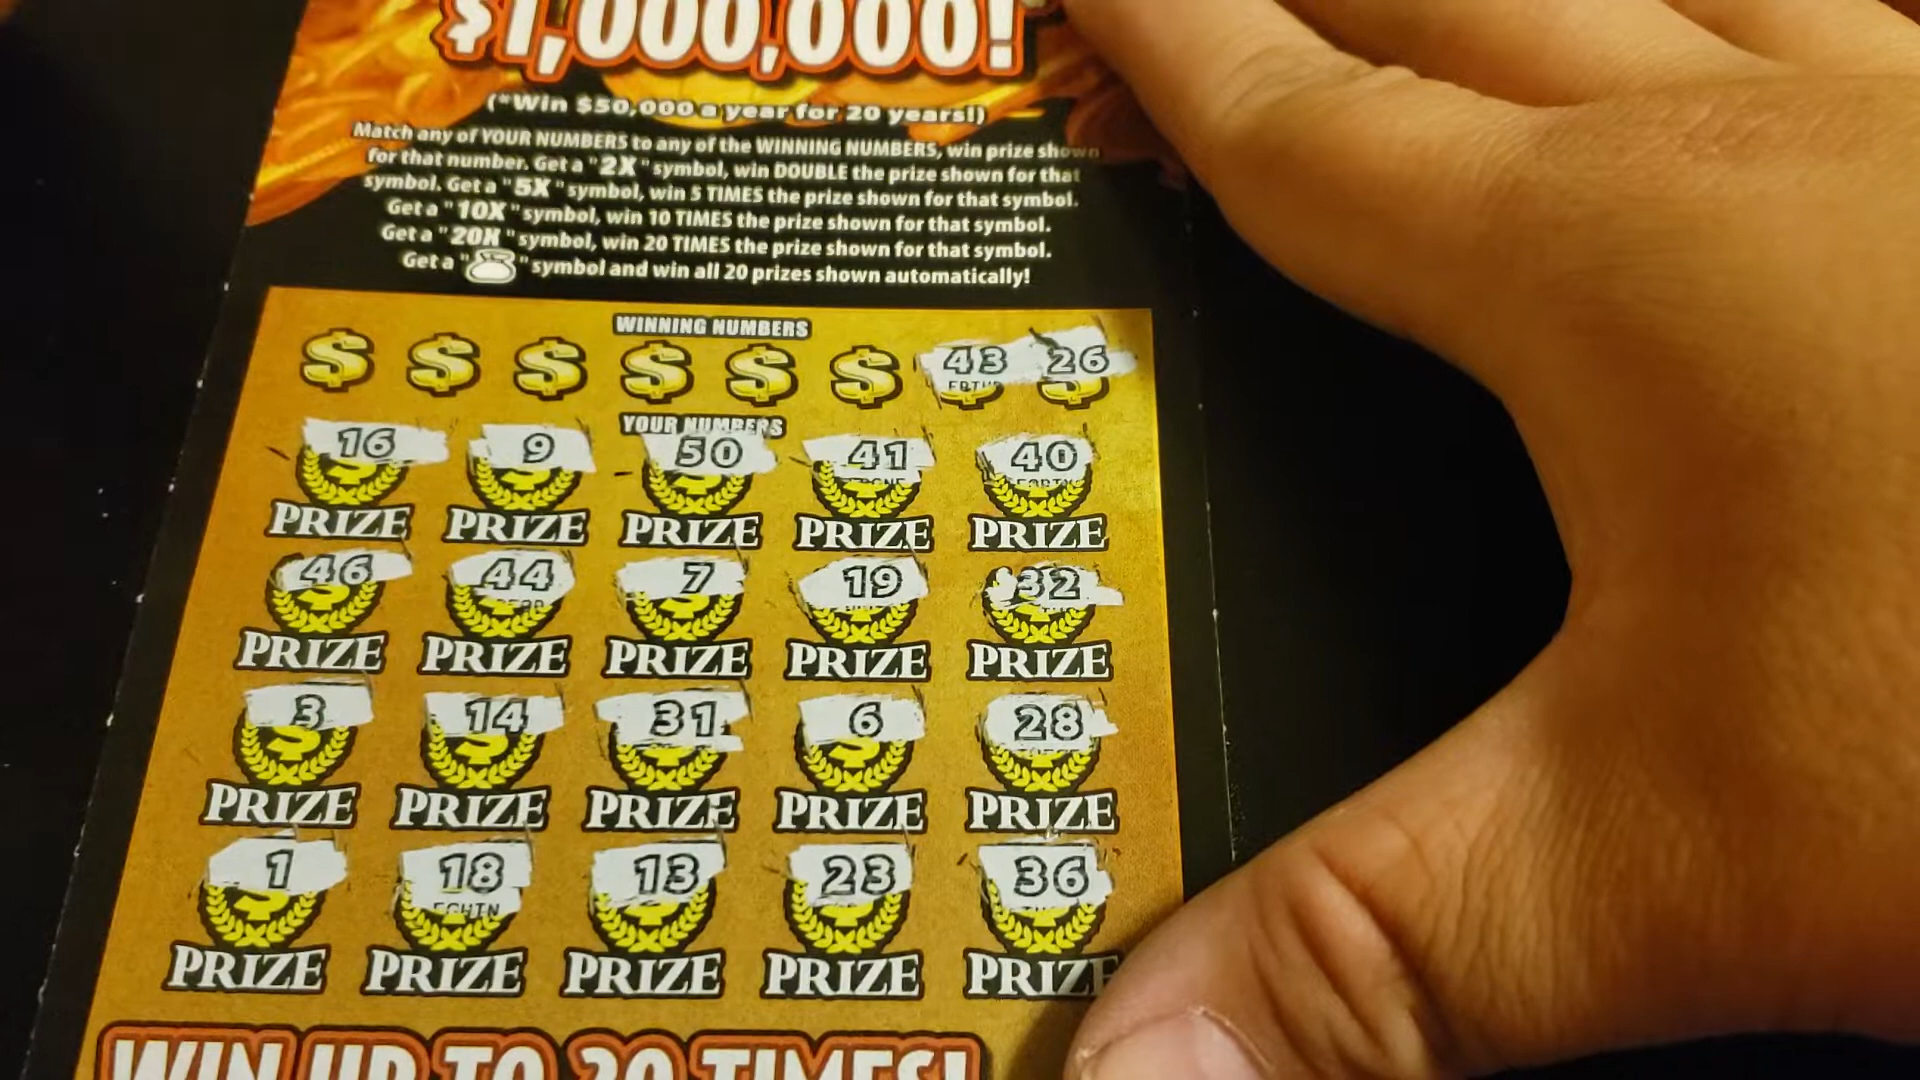 $1,000,000!*
(*Win $50,000 a year for 20 years!)
Match any of YOUR NUMBERS to any of the WINNING NUMBERS, win prize shown
for that number. Get a "2X" symbol, win DOUBLE the prize shown for that
symbol. Get a "5X" symbol, win 5 TIMES the prize shown for that symbol.
Get a "10X" symbol, win 10 TIMES the prize shown for that symbol.
Get a "20X" symbol, win 20 TIMES the prize shown for that symbol.
Get a " " symbol and win all 20 prizes shown automatically!
WINNING NUMBERS
$ $ $ $ $ $ 43 26
YOUR NUMBERS
16 9 50 41 40
PRIZE PRIZE PRIZE PRIZE PRIZE
46 44 7 19 32
PRIZE PRIZE PRIZE PRIZE PRIZE
3 14 31 6 28
PRIZE PRIZE PRIZE PRIZE PRIZE
1 18 13 23 36
PRIZE PRIZE PRIZE PRIZE PRIZE
WIN UP TO 20 TIMES!